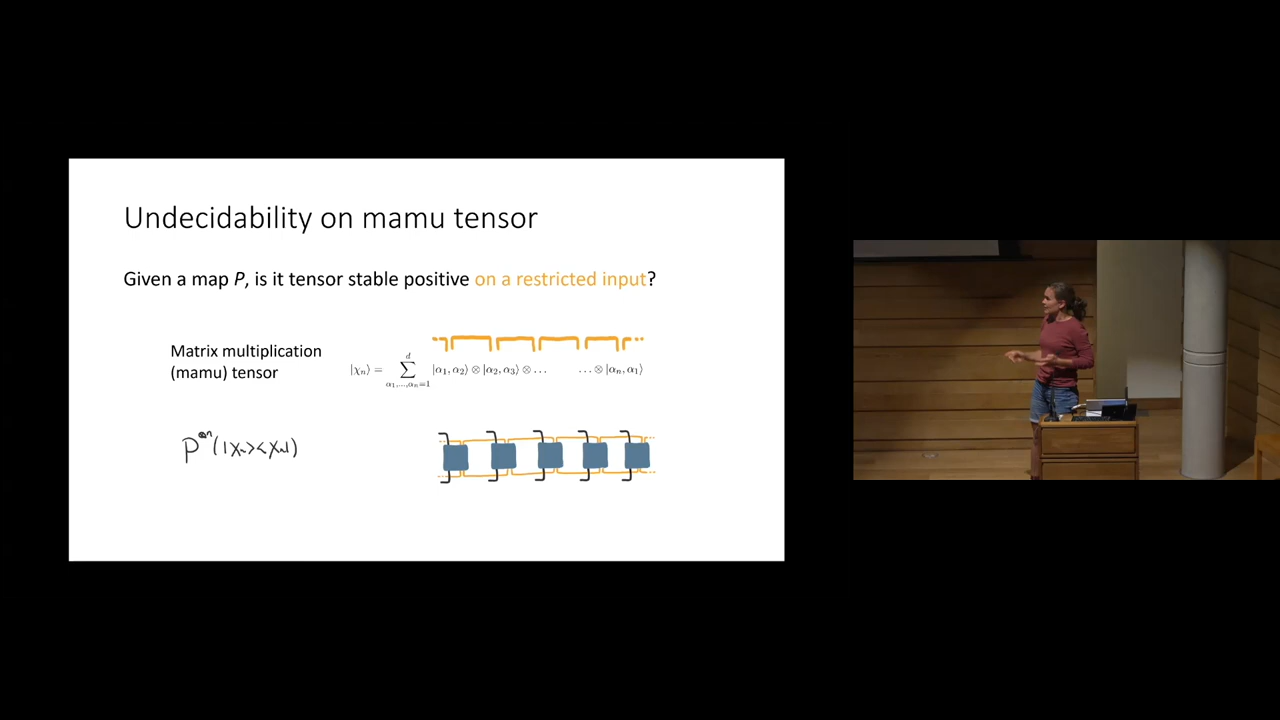 Undecidability on mamu tensor
Given a map P, is it tensor stable positive on a restricted input?
Matrix multiplication
(mamu) tensor
|χₙ⟩ = ∑_{α₁,…,αₙ=1}^{d} |α₁, α₂⟩ ⊗ |α₂, α₃⟩ ⊗ … … ⊗ |αₙ, α₁⟩
P^{⊗n}(|χₙ⟩⟨χₙ|)